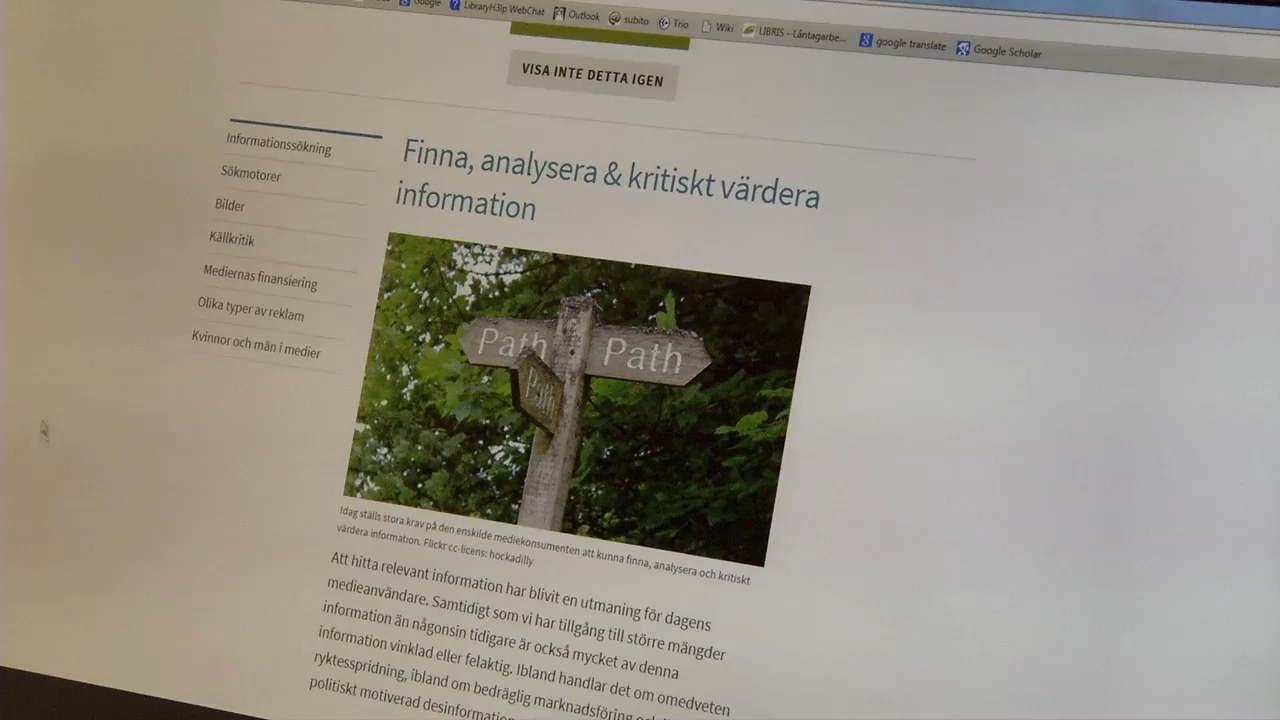 Google
LibraryH3lp WebChat
Outlook
subito
Trio
Wiki
LIBRIS - Låntagarbe...
google translate
Google Scholar
VISA INTE DETTA IGEN
Informationssökning
Sökmotorer
Bilder
Källkritik
Mediernas finansiering
Olika typer av reklam
Kvinnor och män i medier
Finna, analysera & kritiskt värdera
information
Path
Path
Path
Idag ställs stora krav på den enskilde mediekonsumenten att kunna finna, analysera och kritiskt
värdera information. Flickr cc-licens: hockadilly
Att hitta relevant information har blivit en utmaning för dagens
medieanvändare. Samtidigt som vi har tillgång till större mängder
information än någonsin tidigare är också mycket av denna
information vinklad eller felaktig. Ibland handlar det om omedveten
ryktesspridning, ibland om bedräglig marknadsföring
politiskt motiverad